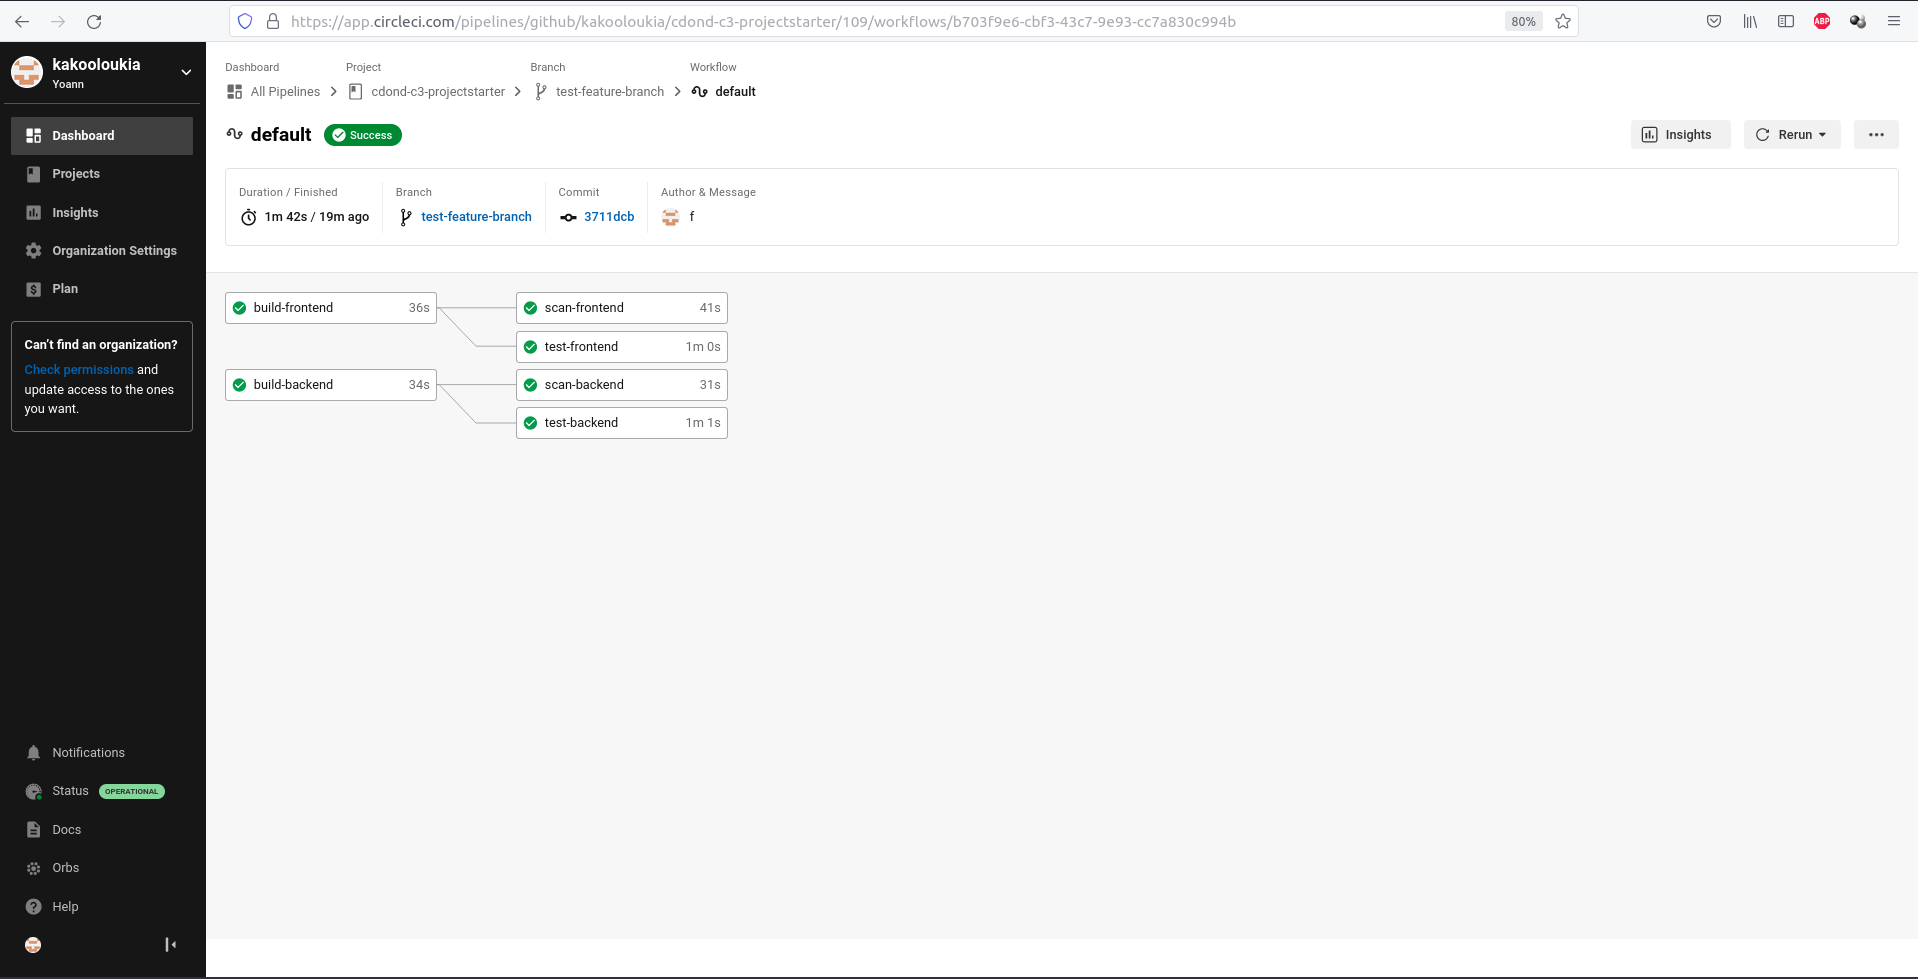 https://app.circleci.com/pipelines/github/kakooloukia/cdond-c3-projectstarter/109/workflows/b703f9e6-cbf3-43c7-9e93-cc7a830c994b
80%
ABP
kakooloukia
Yoann
Dashboard
Projects
Insights
Organization Settings
Plan
Can't find an organization?
Check permissions and
update access to the ones
you want.
Notifications
Status OPERATIONAL
Docs
Orbs
Help
Dashboard Project Branch Workflow
All Pipelines cdond-c3-projectstarter test-feature-branch default
default Success
Insights Rerun
Duration / Finished Branch Commit Author & Message
1m 42s / 19m ago test-feature-branch 3711dcb f
build-frontend 36s scan-frontend 41s
test-frontend 1m 0s
build-backend 34s scan-backend 31s
test-backend 1m 1s